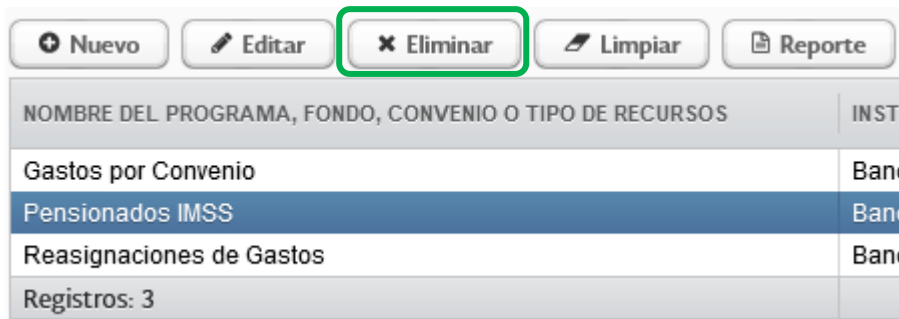 Nuevo Editar Eliminar Limpiar Reporte
NOMBRE DEL PROGRAMA, FONDO, CONVENIO O TIPO DE RECURSOS INST
Gastos por Convenio Banc
Pensionados IMSS Banc
Reasignaciones de Gastos Banc
Registros: 3